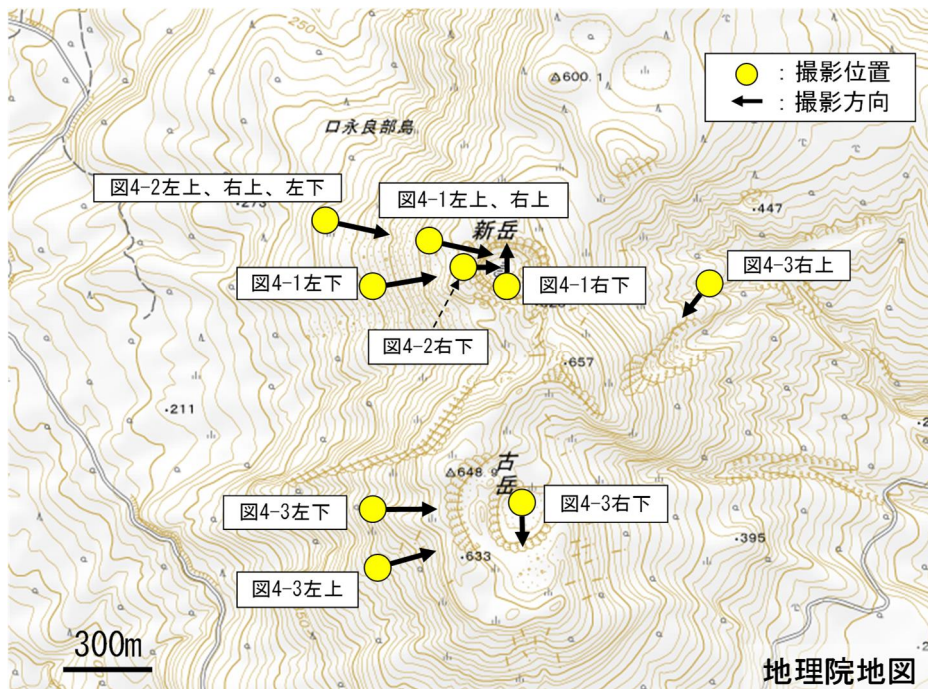 250
△600.1
：撮影位置
：撮影方向
口永良部島
図4-2左上、右上、左下
・273
図4-1左上、右上
・447
新岳
図4-3右上
図4-1左下
図4-1右下
図4-2右下
・657
・211
古岳
△648.9
図4-3左下
図4-3右下
・395
・633
図4-3左上
300m
地理院地図